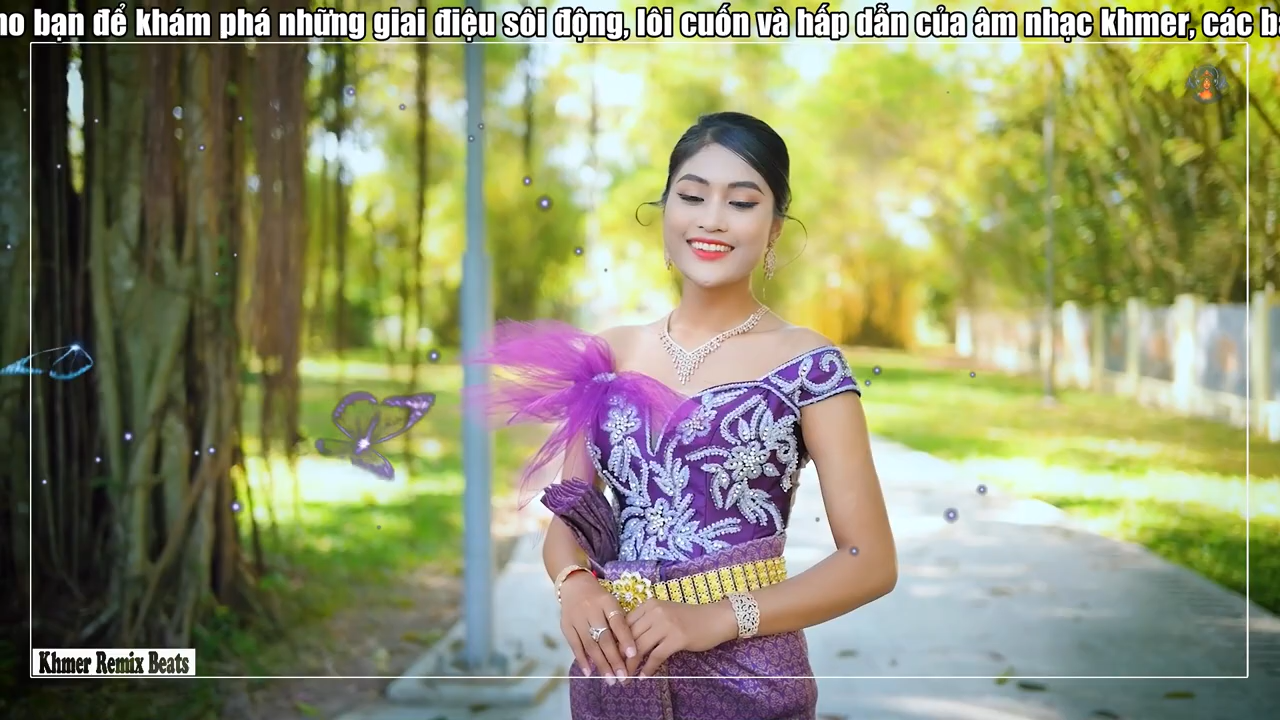 bạn để khám phá những giai điệu sôi động, lôi cuốn và hấp dẫn của âm nhạc khmer, các
Khmer Remix Beats